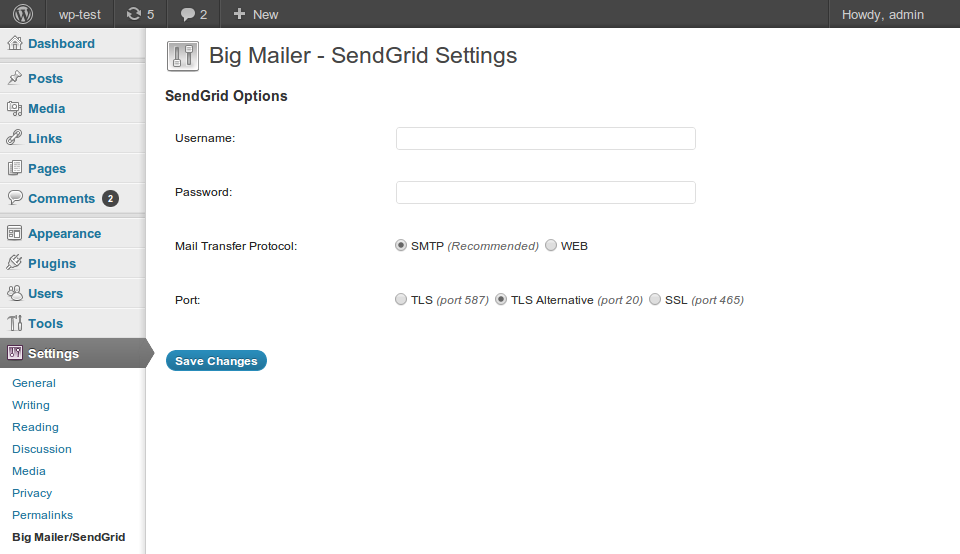 wp-test 5 2 New Howdy, admin
Dashboard
Posts
Media
Links
Pages
Comments 2
Appearance
Plugins
Users
Tools
Settings
General
Writing
Reading
Discussion
Media
Privacy
Permalinks
Big Mailer/SendGrid
Big Mailer - SendGrid Settings
SendGrid Options
Username:
Password:
Mail Transfer Protocol: SMTP (Recommended) WEB
Port: TLS (port 587) TLS Alternative (port 20) SSL (port 465)
Save Changes